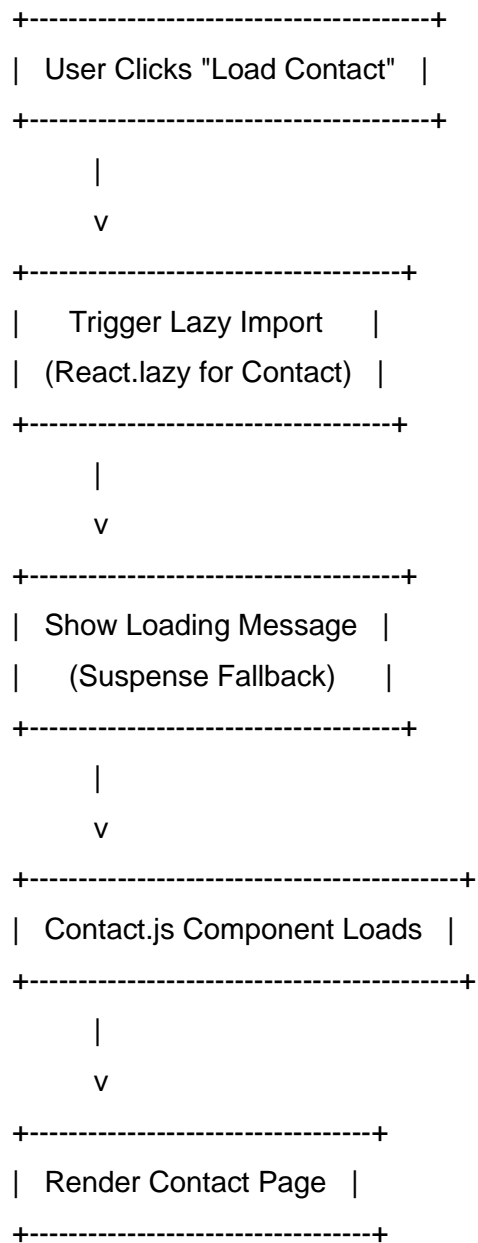 +-----------------------------------------+
|   User Clicks "Load Contact"   |
+-----------------------------------------+
|
v
+--------------------------------------+
|      Trigger Lazy Import      |
|   (React.lazy for Contact)   |
+-------------------------------------+
|
v
+--------------------------------------+
|   Show Loading Message   |
|      (Suspense Fallback)      |
+--------------------------------------+
|
v
+--------------------------------------------+
|   Contact.js Component Loads   |
+--------------------------------------------+
|
v
+-----------------------------------+
|   Render Contact Page   |
+-----------------------------------+